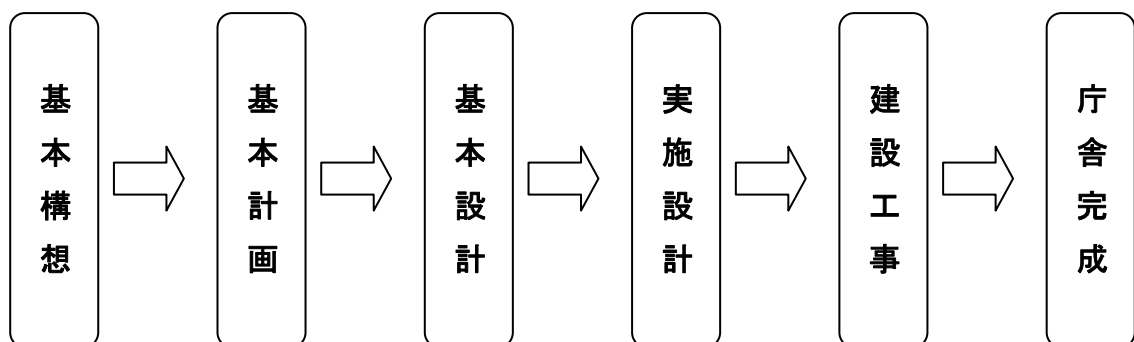 基本構想
基本計画
基本設計
実施設計
建設工事
庁舎完成